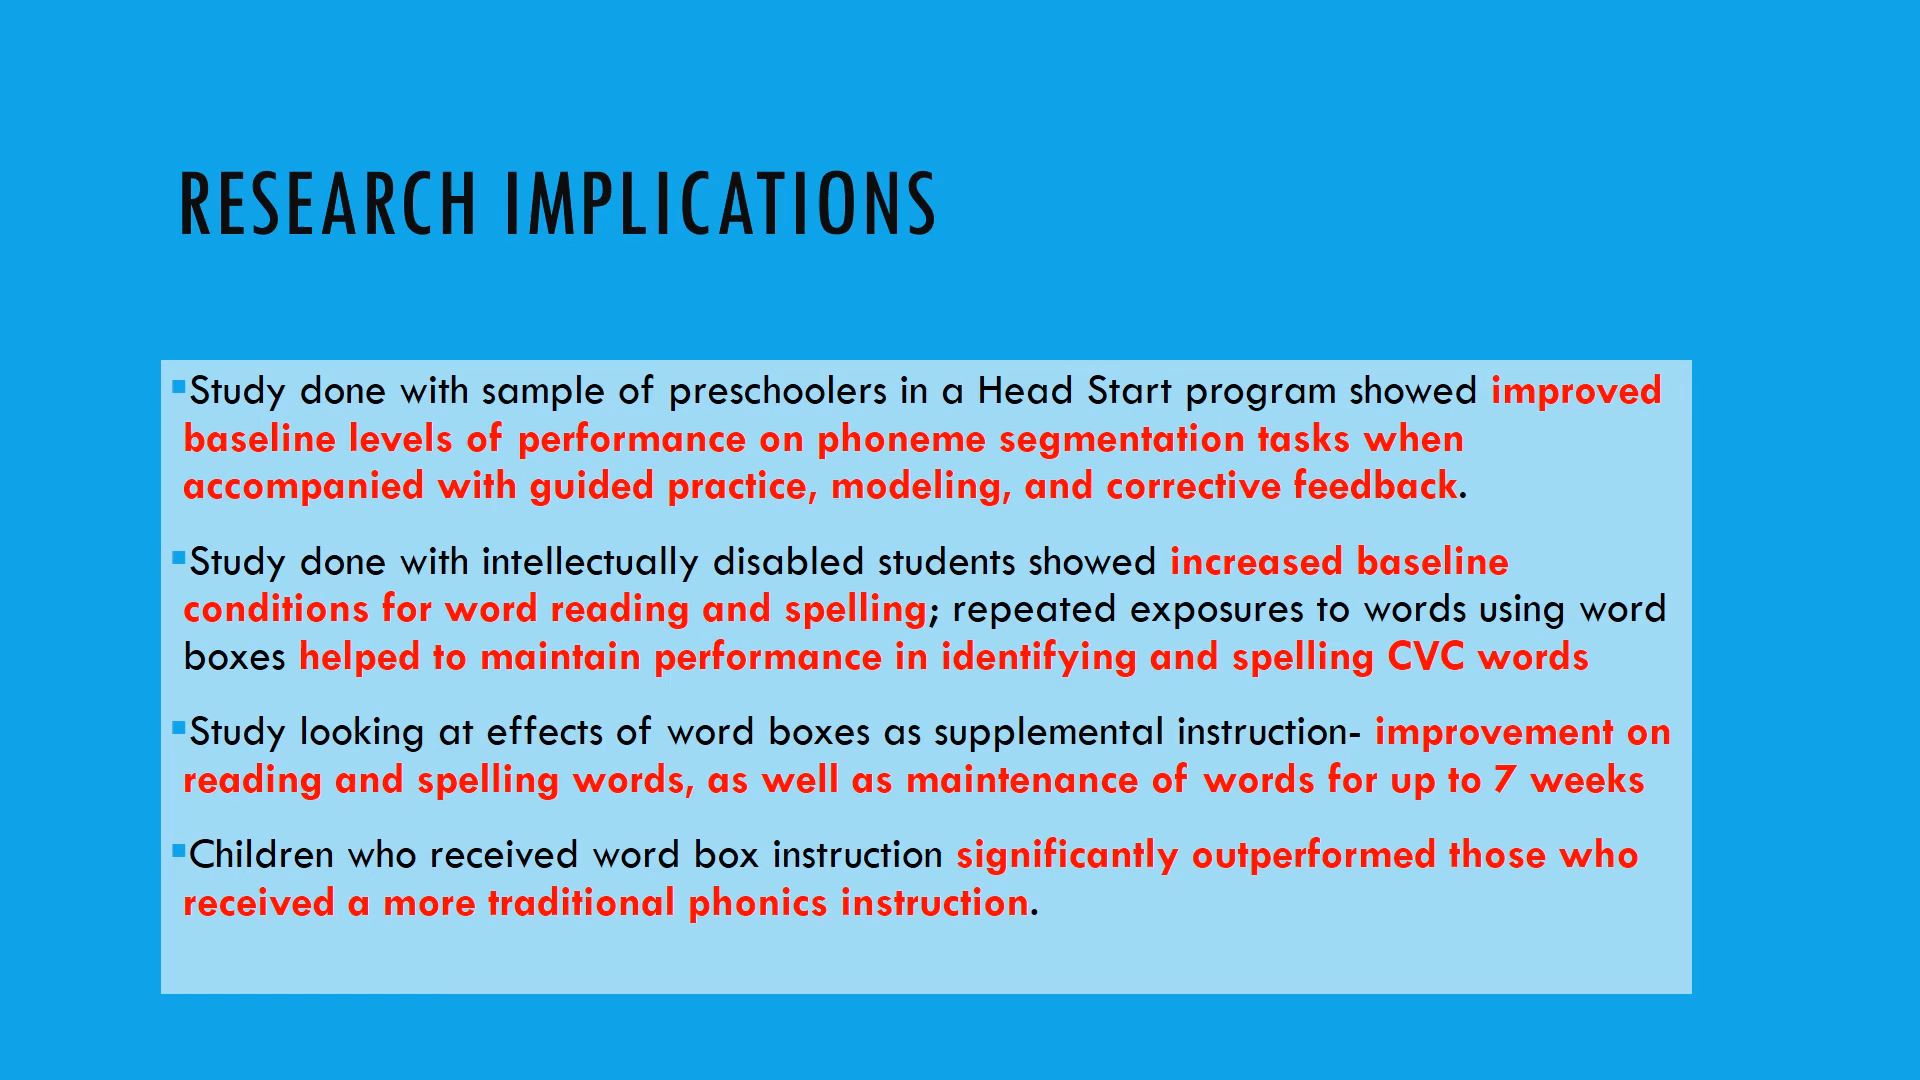 RESEARCH IMPLICATIONS
▪Study done with sample of preschoolers in a Head Start program showed improved
baseline levels of performance on phoneme segmentation tasks when
accompanied with guided practice, modeling, and corrective feedback.
▪Study done with intellectually disabled students showed increased baseline
conditions for word reading and spelling; repeated exposures to words using word
boxes helped to maintain performance in identifying and spelling CVC words
▪Study looking at effects of word boxes as supplemental instruction- improvement on
reading and spelling words, as well as maintenance of words for up to 7 weeks
▪Children who received word box instruction significantly outperformed those who
received a more traditional phonics instruction.